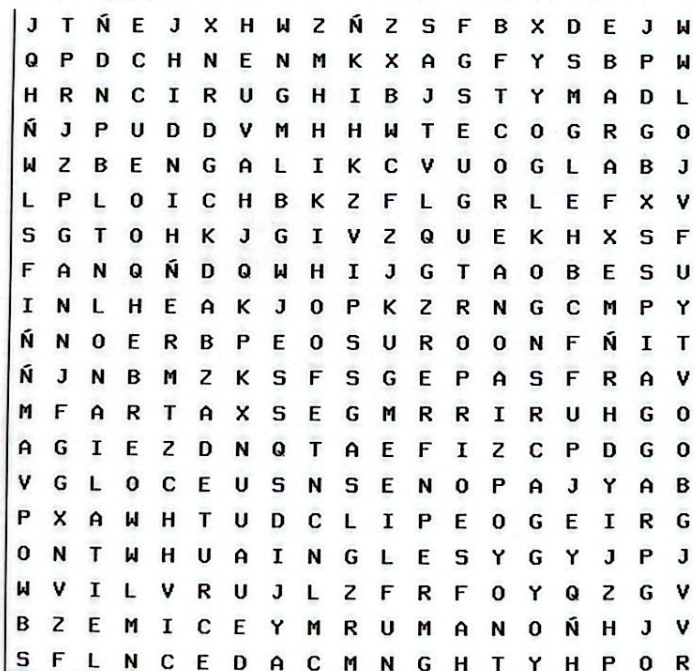 J T Ñ E J X H W Z Ñ Z S F B X D E J W
Q P D C H N E N M K X A G F Y S B P W
H R N C I R U G H I B J S T Y M A D L
Ñ J P U D D V M H H W T E C O G R G O
W Z B E N G A L I K C V U O G L A B J
L P L O I C H B K Z F L G R L E F X V
S G T O H K J G I V Z Q U E K H X S F
F A N Q Ñ D Q W H I J G T A O B E S U
I N L H E A K J O P K Z R N G C M P Y
Ñ N O E R B P E O S U R O O N F Ñ I T
Ñ J N B M Z K S F S G E P A S F R A V
M F A R T A X S E G M R R I R U H G O
A G I E Z D N Q T A E F I Z C P D G O
V G L O C E U S N S E N O P A J Y A B
P X A W H T U D C L I P E O G E I R G
O N T W H U A I N G L E S Y G Y J P J
W V I L V R U J L Z F R F O Y Q Z G V
B Z E M I C E Y M R U M A N O Ñ H J V
S F L N C E D A C M N G H T Y H P O R